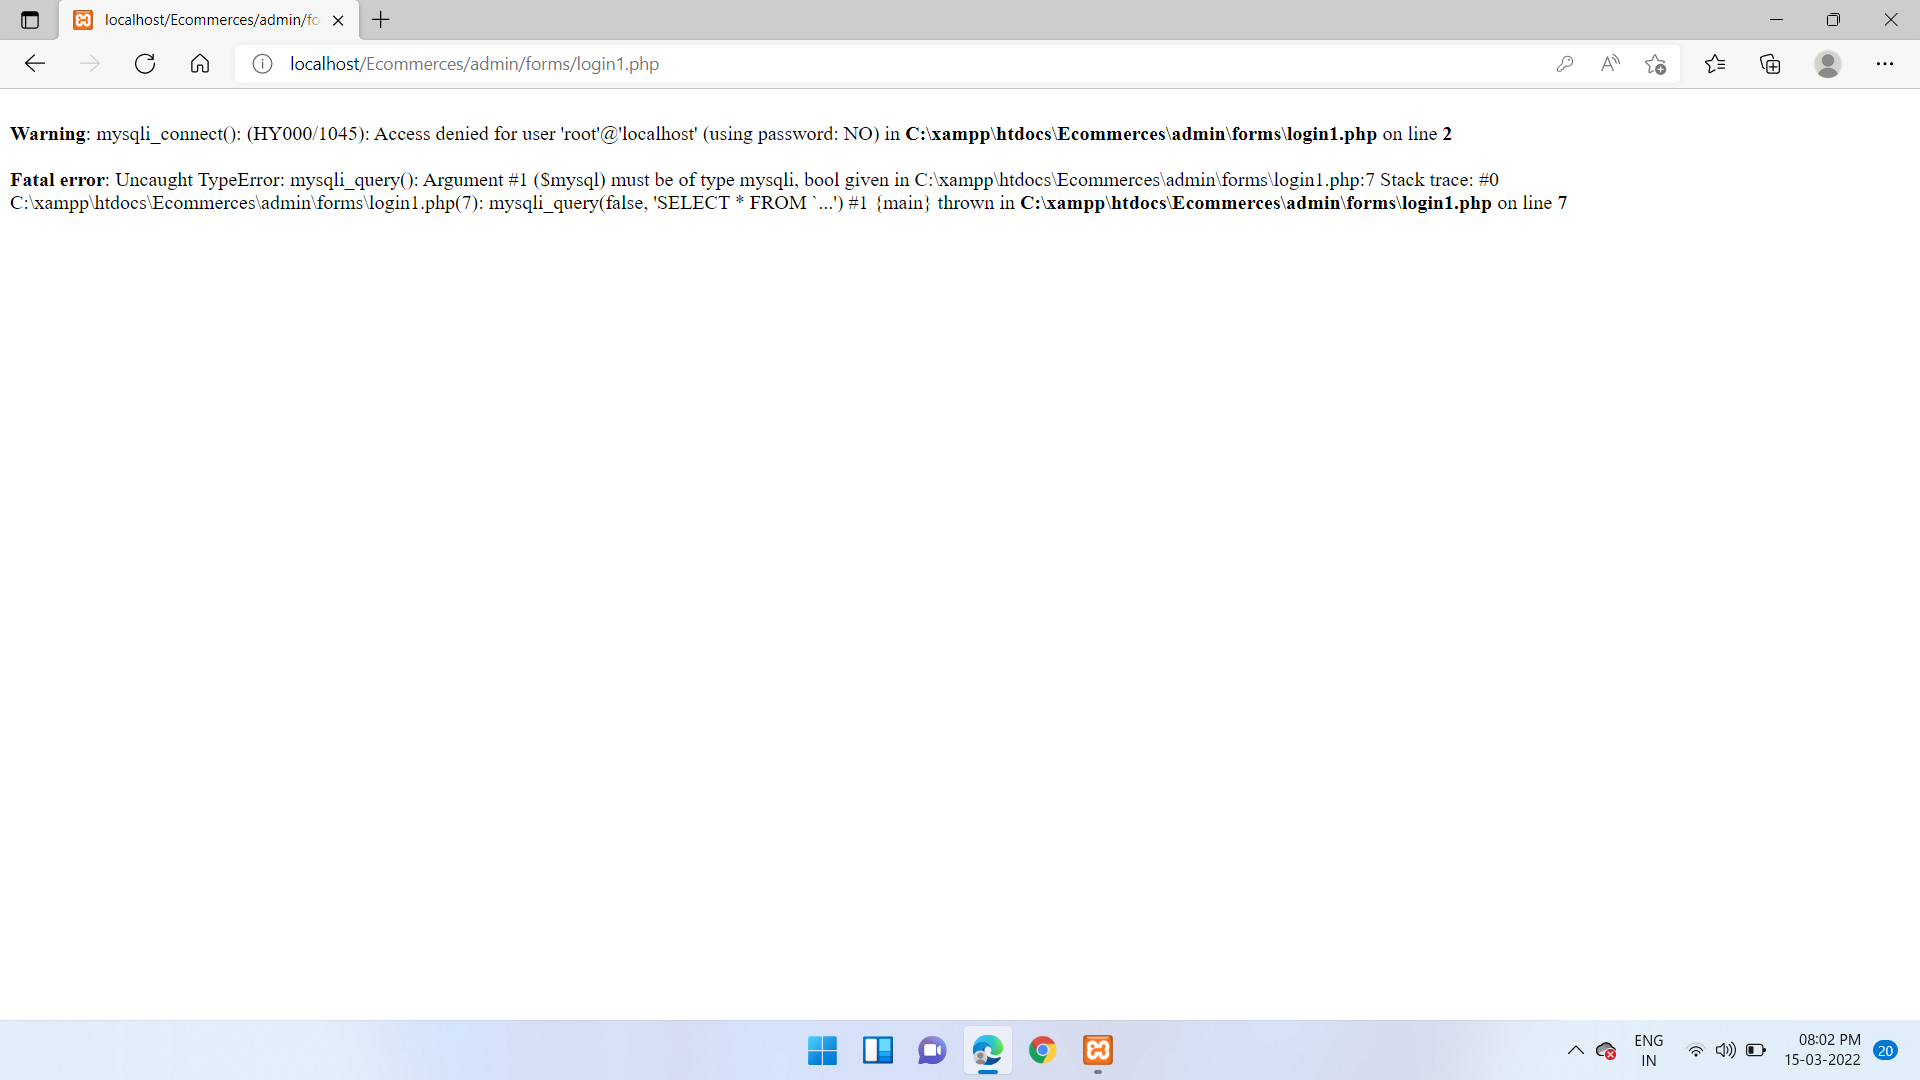 localhost/Ecommerces/admin/fo
localhost/Ecommerces/admin/forms/login1.php
Warning: mysqli_connect(): (HY000/1045): Access denied for user 'root'@'localhost' (using password: NO) in C:\xampp\htdocs\Ecommerces\admin\forms\login1.php on line 2
Fatal error: Uncaught TypeError: mysqli_query(): Argument #1 ($mysql) must be of type mysqli, bool given in C:\xampp\htdocs\Ecommerces\admin\forms\login1.php:7 Stack trace: #0
C:\xampp\htdocs\Ecommerces\admin\forms\login1.php(7): mysqli_query(false, 'SELECT * FROM `...') #1 {main} thrown in C:\xampp\htdocs\Ecommerces\admin\forms\login1.php on line 7
ENG
IN
08:02 PM
15-03-2022
20